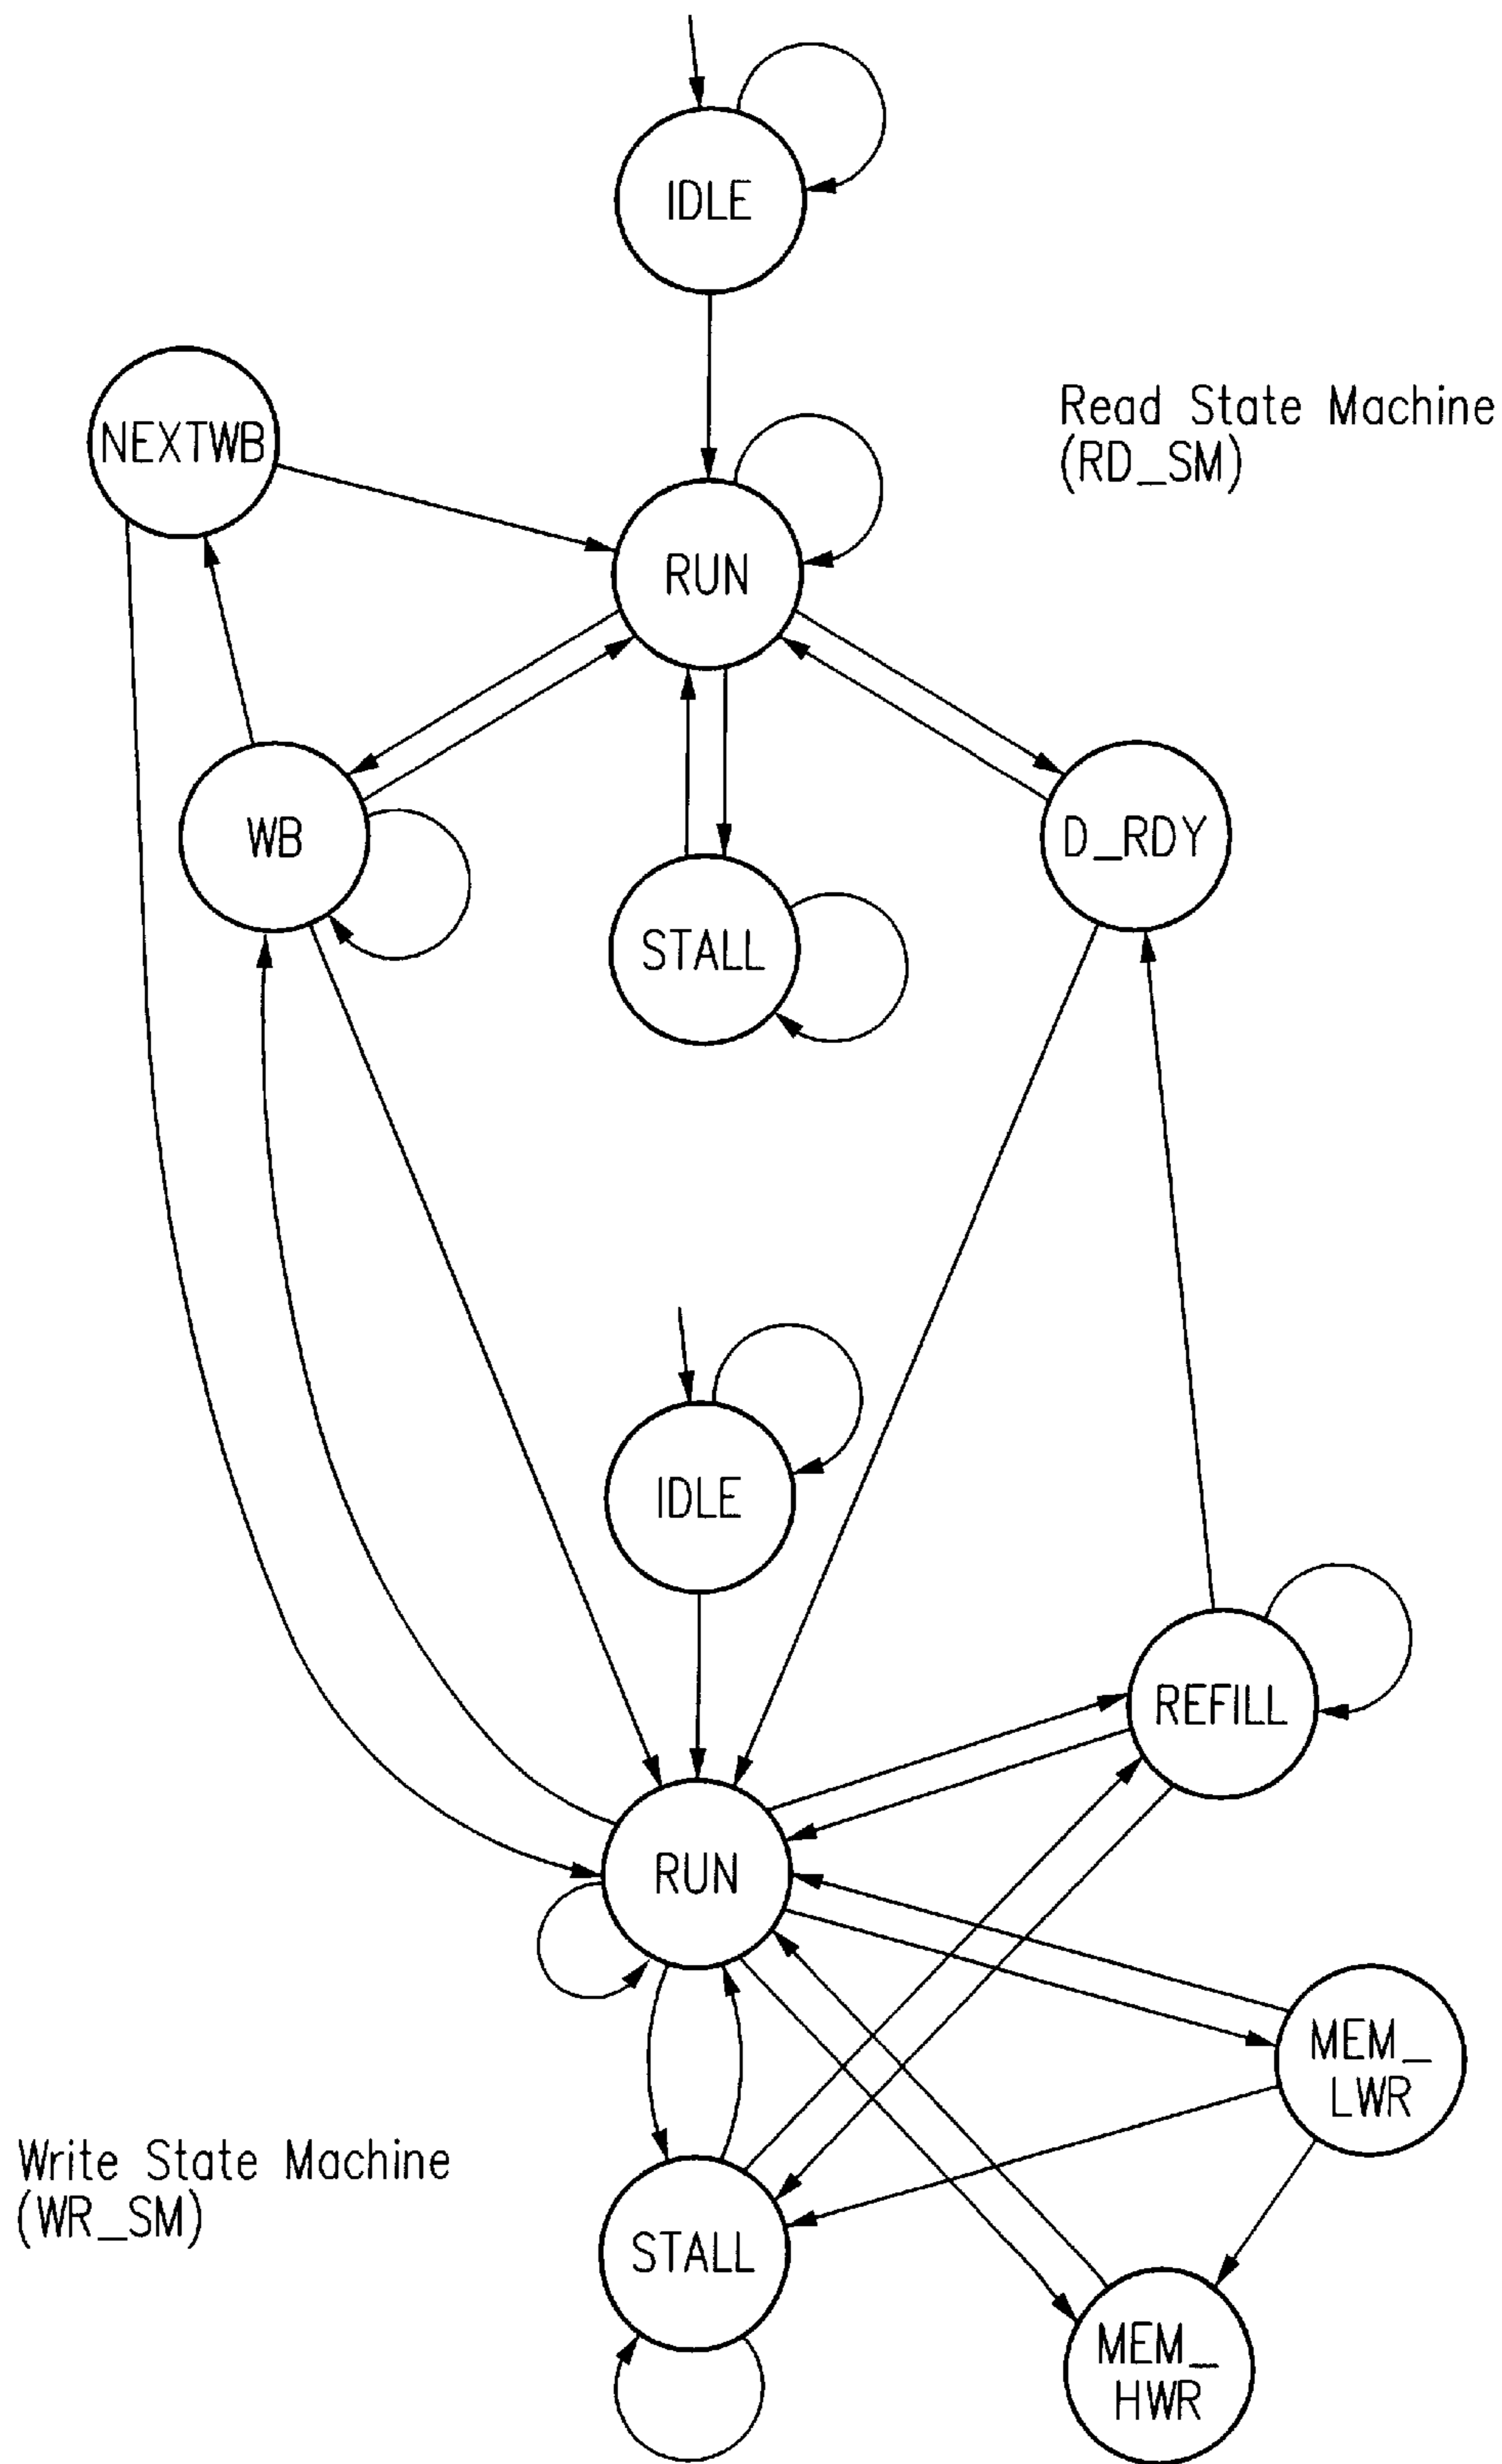 IDLE
NEXTWB
Read State Machine
(RD_SM)
RUN
WB
D_RDY
STALL
IDLE
REFILL
RUN
MEM_
LWR
Write State Machine
(WR_SM)
STALL
MEM_
HWR